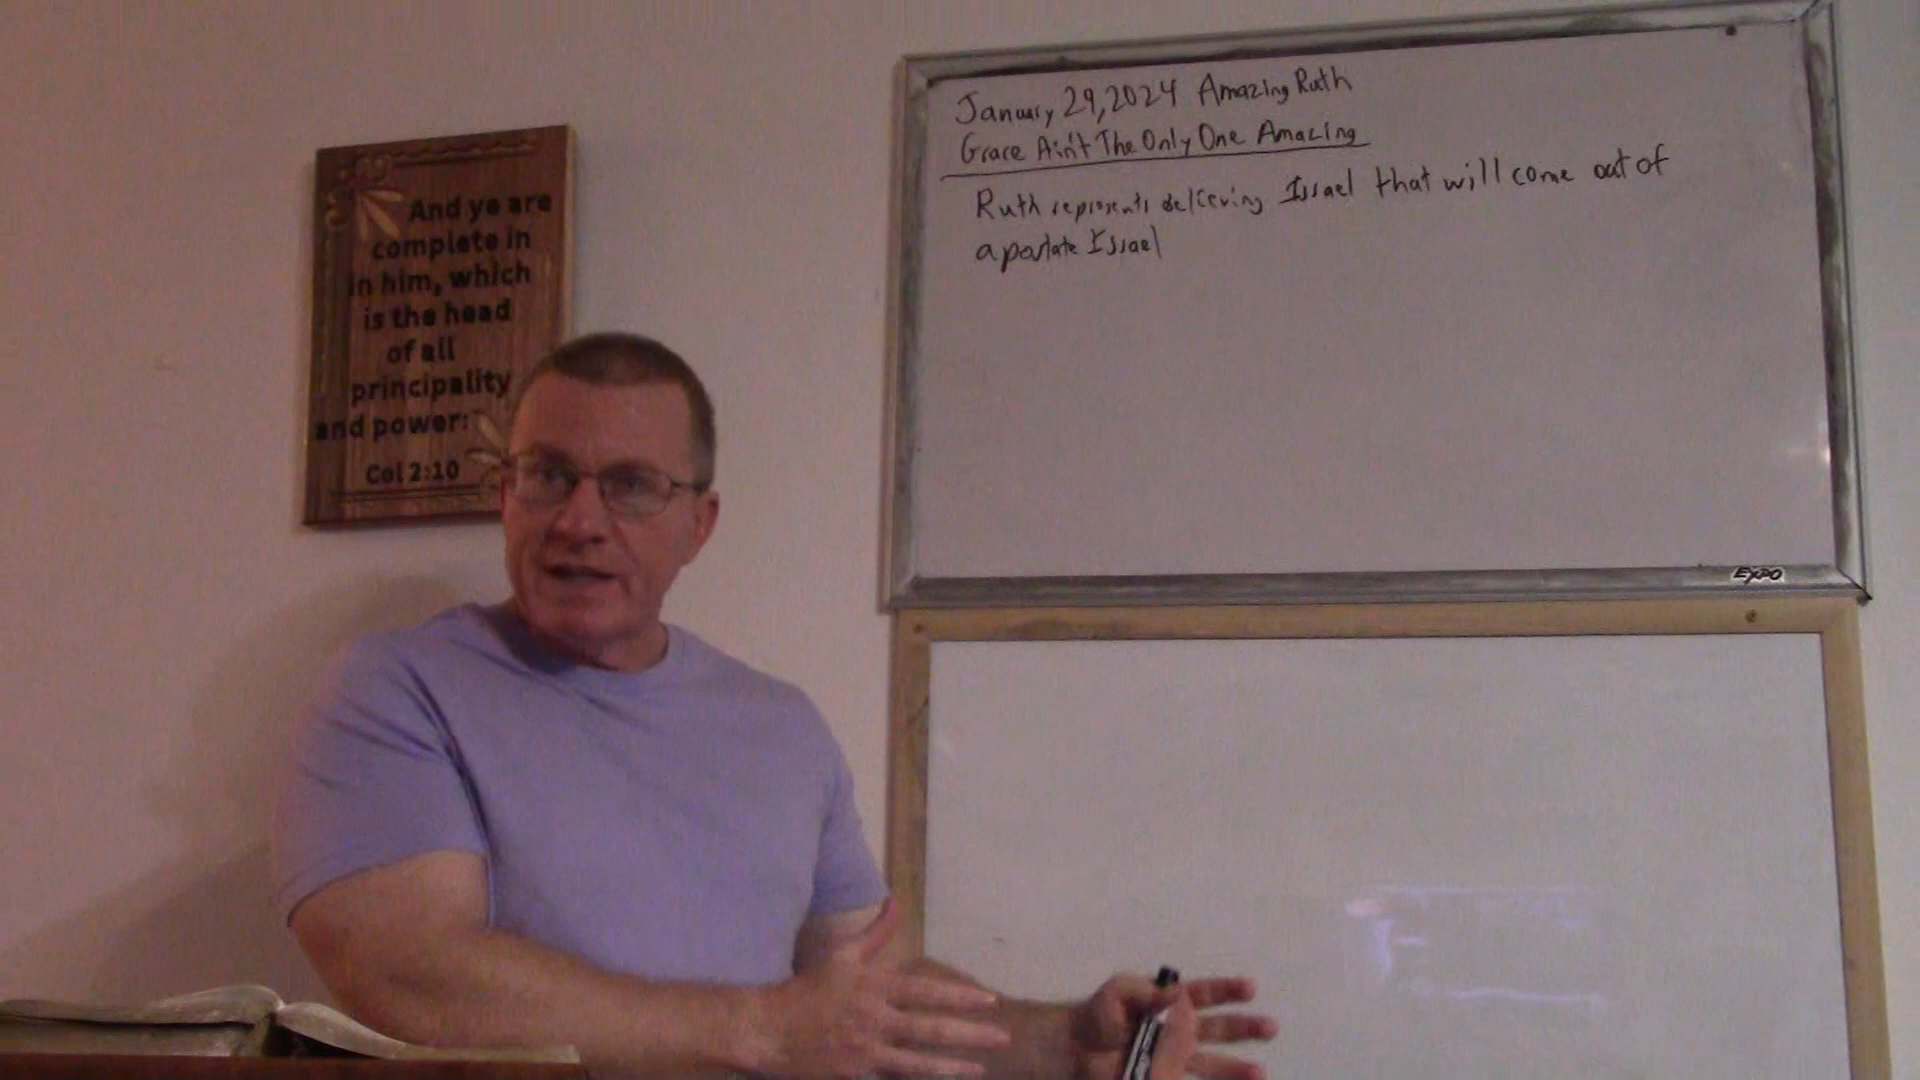 And ye are
complete in
in him, which
is the head
of all
principality
and power:
Col 2:10
January 29, 2024 Amazing Ruth
Grace Ain't The Only One Amazing
Ruth represents believing Israel that will come out of
apostate Israel
EXPO